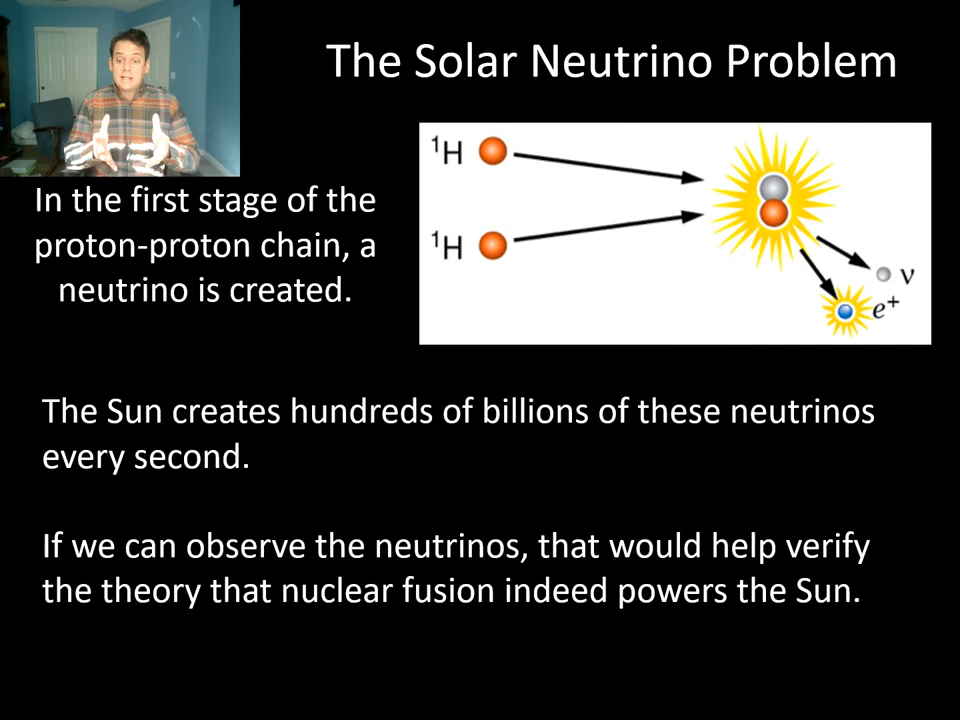 The Solar Neutrino Problem
In the first stage of the
proton-proton chain, a
neutrino is created.
¹H
¹H
ν
e⁺
The Sun creates hundreds of billions of these neutrinos
every second.
If we can observe the neutrinos, that would help verify
the theory that nuclear fusion indeed powers the Sun.